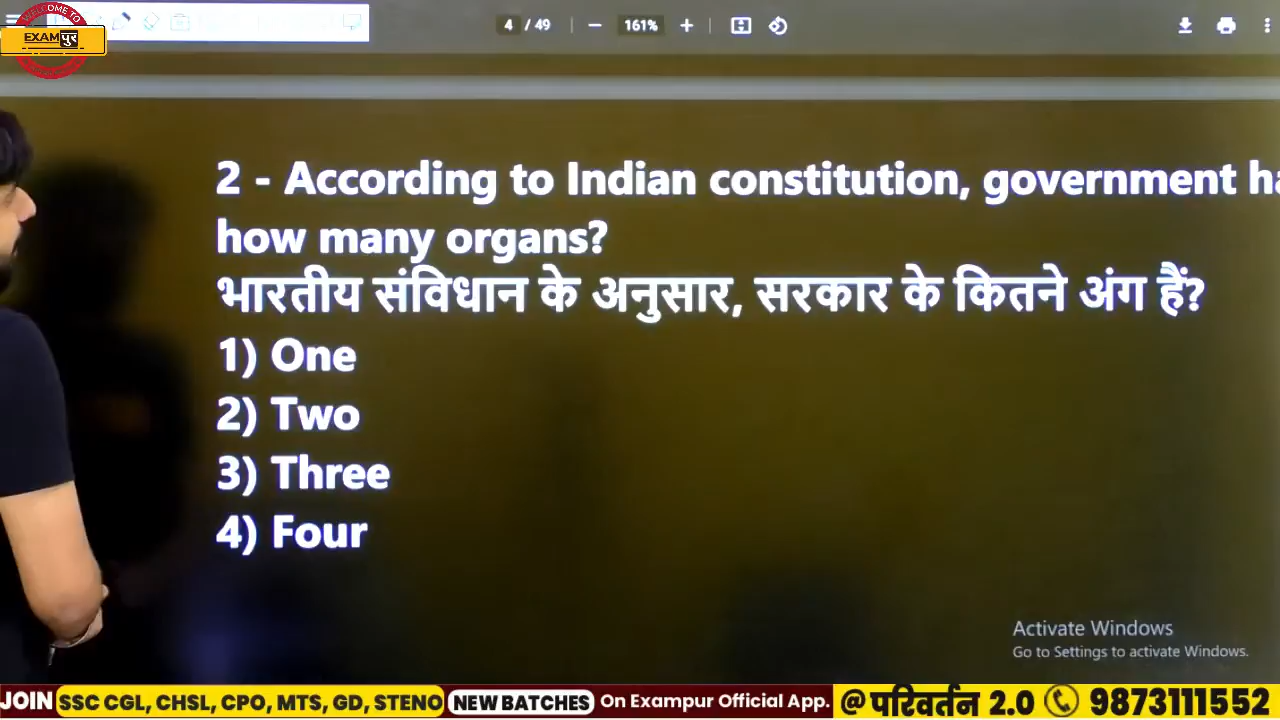 WELCOME TO
EXAMपुर
4 / 49
161%
2 - According to Indian constitution, government
how many organs?
भारतीय संविधान के अनुसार, सरकार के कितने अंग हैं?
1) One
2) Two
3) Three
4) Four
Activate Windows
Go to Settings to activate Windows.
JOIN SSC CGL, CHSL, CPO, MTS, GD, STENO NEW BATCHES On Exampur Official App. @ परिवर्तन 2.0 9873111552